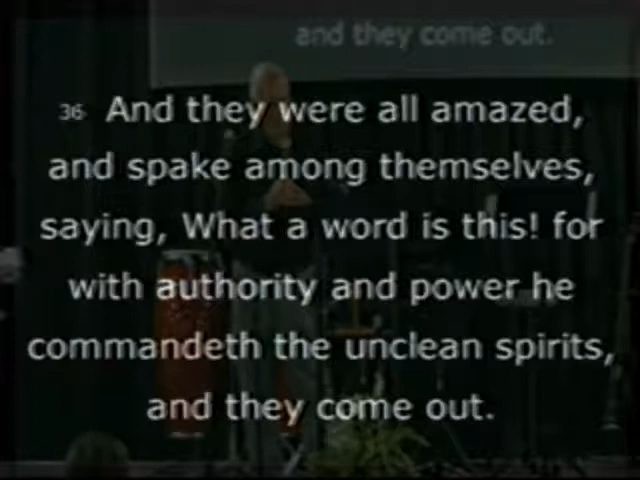 and they come out.
36 And they were all amazed,
and spake among themselves,
saying, What a word is this! for
with authority and power he
commandeth the unclean spirits,
and they come out.